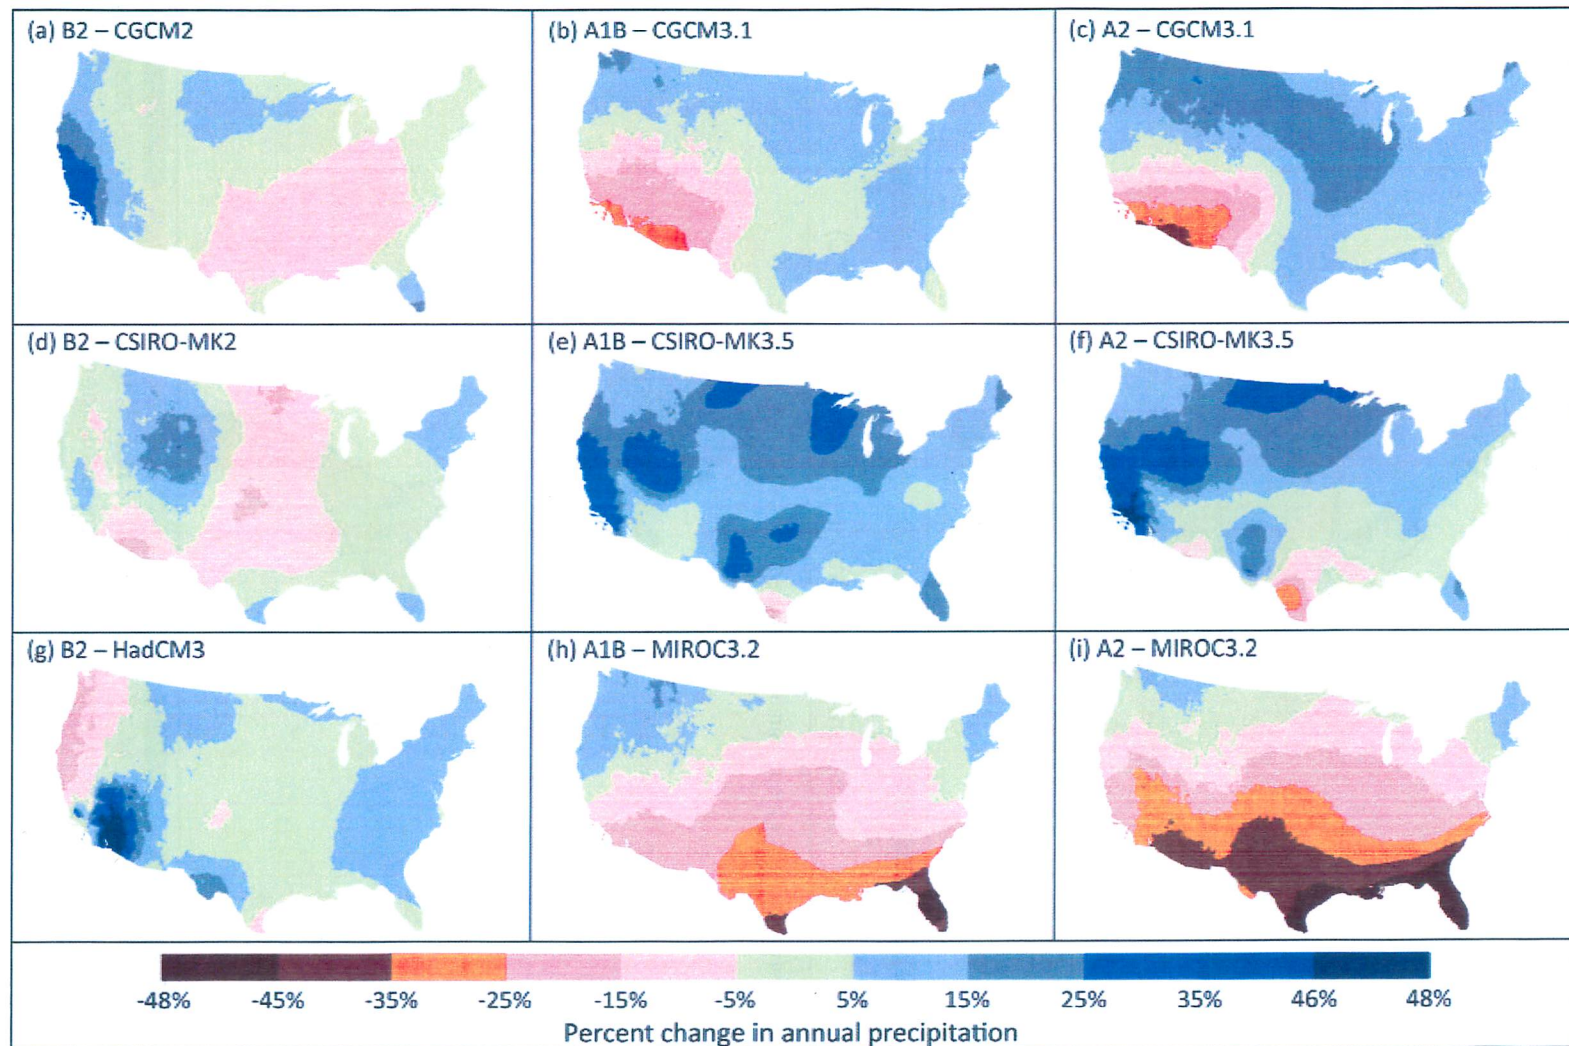 (a) B2 – CGCM2
(b) A1B – CGCM3.1
(c) A2 – CGCM3.1
(d) B2 – CSIRO-MK2
(e) A1B – CSIRO-MK3.5
(f) A2 – CSIRO-MK3.5
(g) B2 – HadCM3
(h) A1B – MIROC3.2
(i) A2 – MIROC3.2
-48% -45% -35% -25% -15% -5% 5% 15% 25% 35% 46% 48%
Percent change in annual precipitation